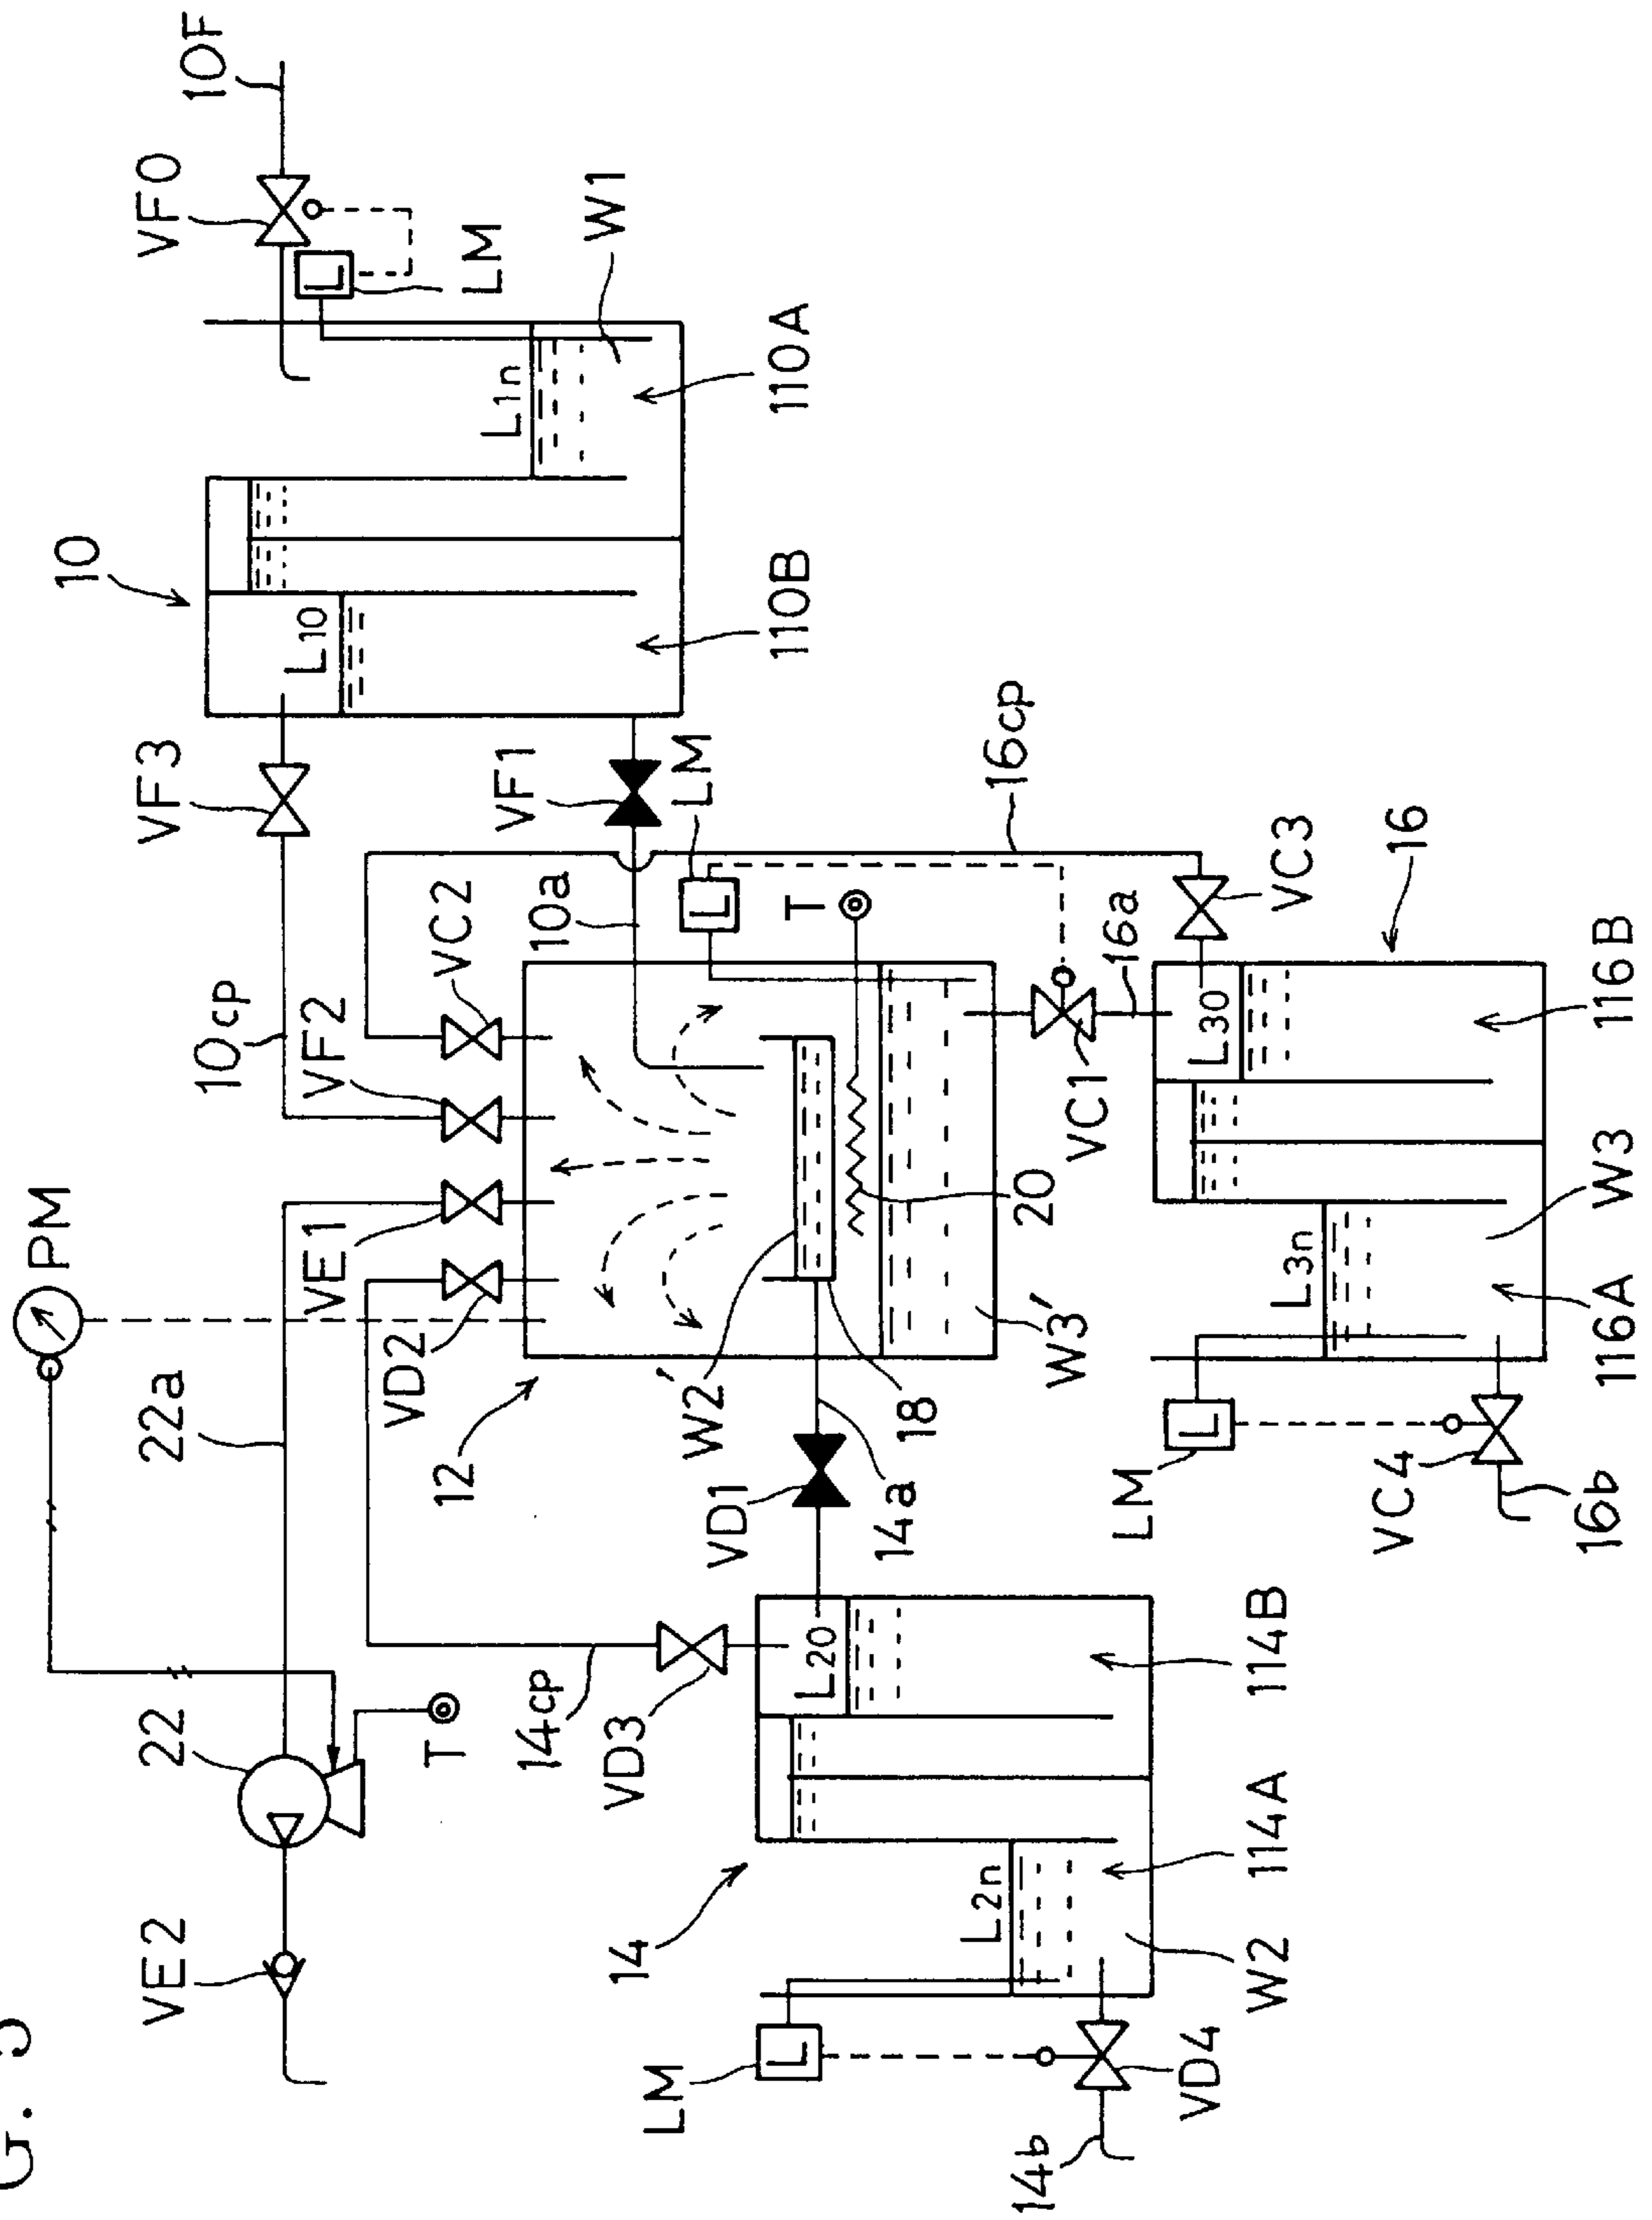 G. 5
10F
VF0
LM
W1
L1n
110A
10
L10
110B
VF3
VF1
LM
16cp
10cp
VF2
VC2
10a
L
T
16a
VC3
16
PM
VE1
VD2
22a
12
W2'
18
20
W3'
VC1
L30
116B
L3n
W3
116A
L
LM
VC4
16b
VD1
14a
22
T
14cp
VD3
L20
114B
VE2
14
L2n
114A
W2
L
LM
VD4
14b
L